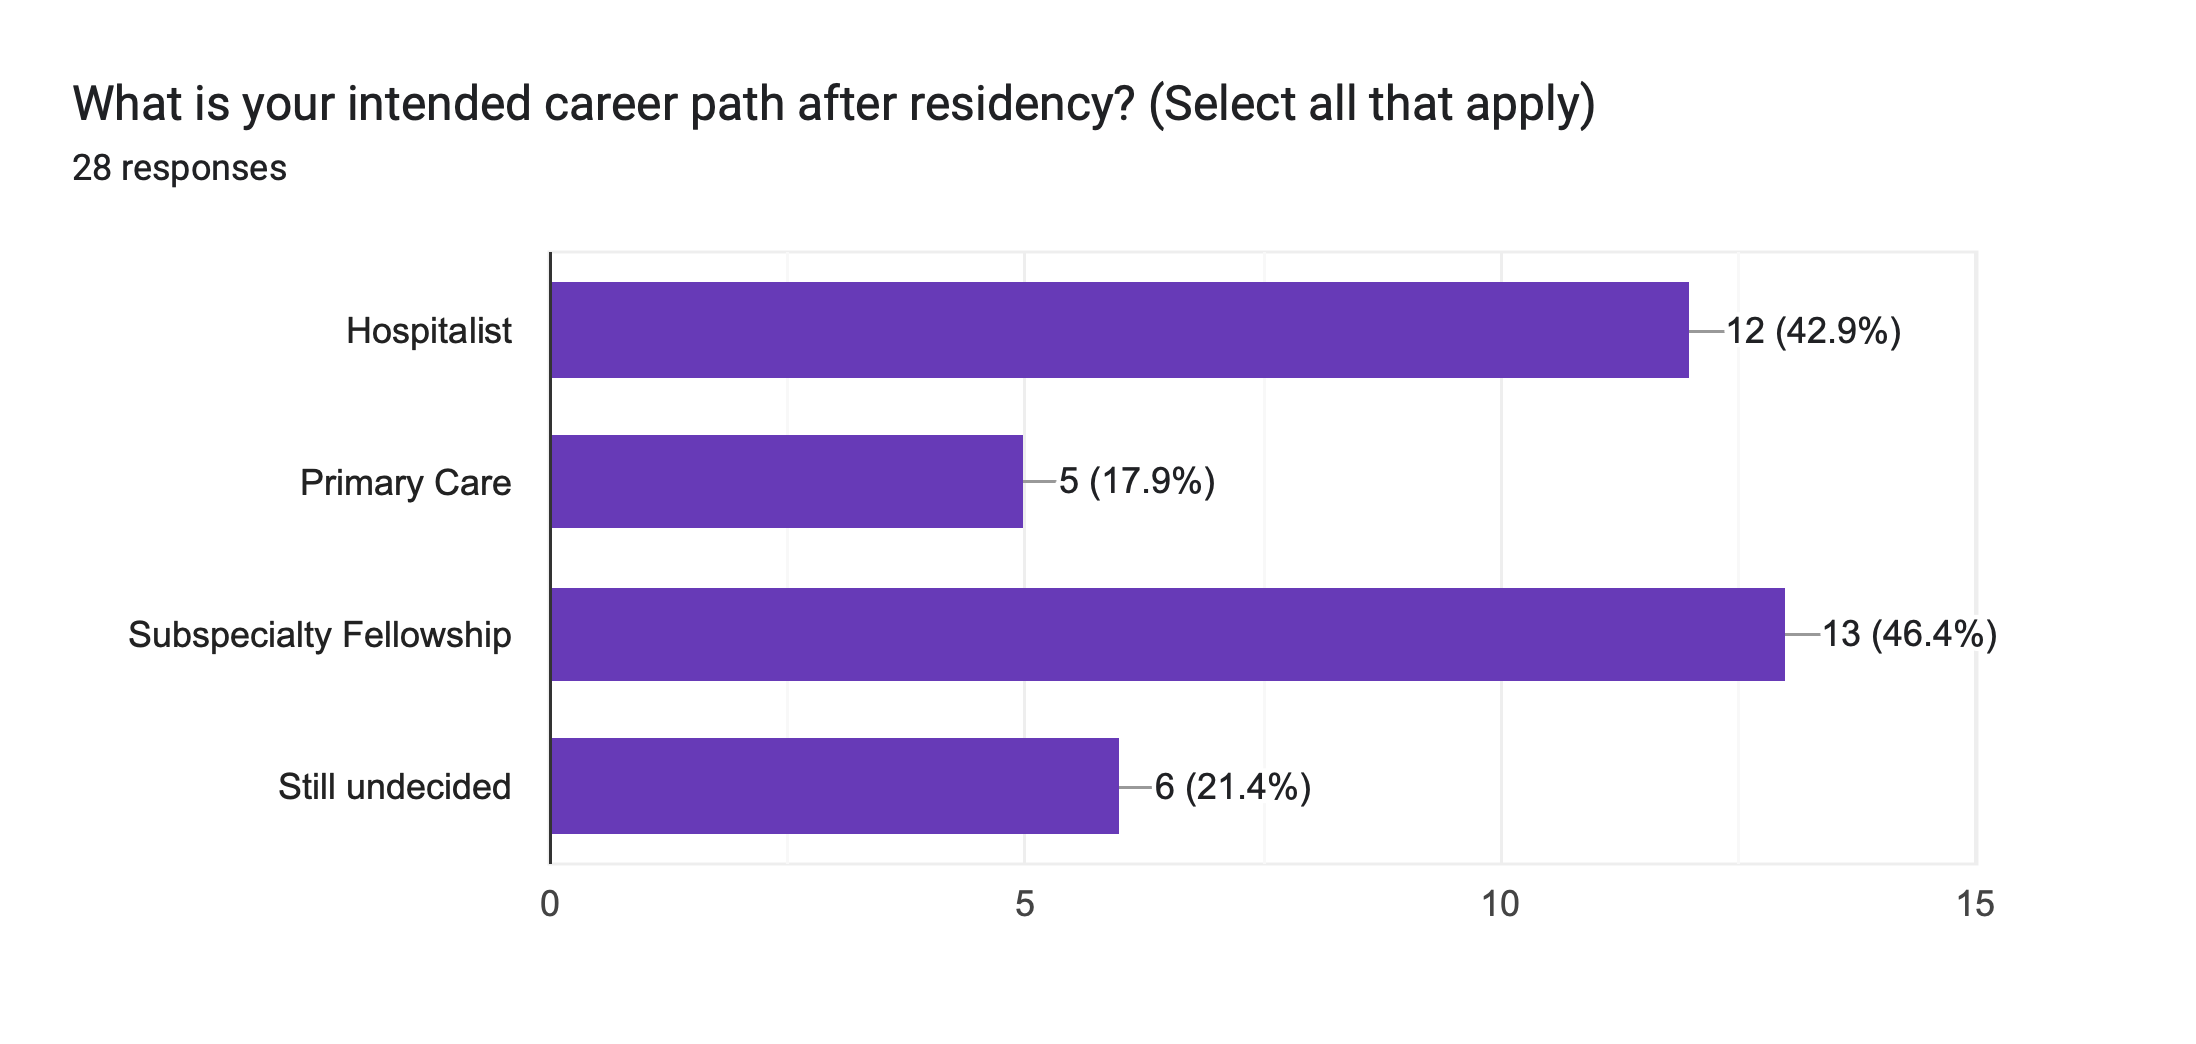 What is your intended career path after residency? (Select all that apply)
28 responses
Hospitalist 12 (42.9%)
Primary Care 5 (17.9%)
Subspecialty Fellowship 13 (46.4%)
Still undecided 6 (21.4%)
0 5 10 15